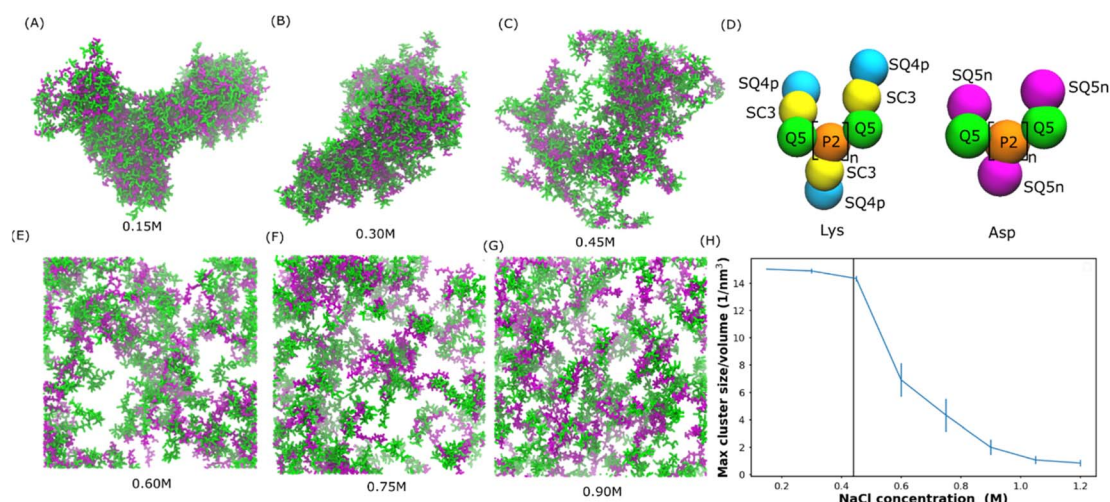 (A)
(B)
(C)
(D)
0.15M
0.30M
0.45M
SQ4p
SQ4p
SC3
SC3
Q5
P2
Q5
n
SC3
SQ4p
Lys
SQ5n
SQ5n
Q5
P2
Q5
n
SQ5n
Asp
(E)
(F)
(G)
(H)
0.60M
0.75M
0.90M
Max cluster size/volume (1/nm³)
14
12
10
8
6
4
2
0
0.2
0.4
0.6
0.8
1.0
1.2
NaCl concentration (M)